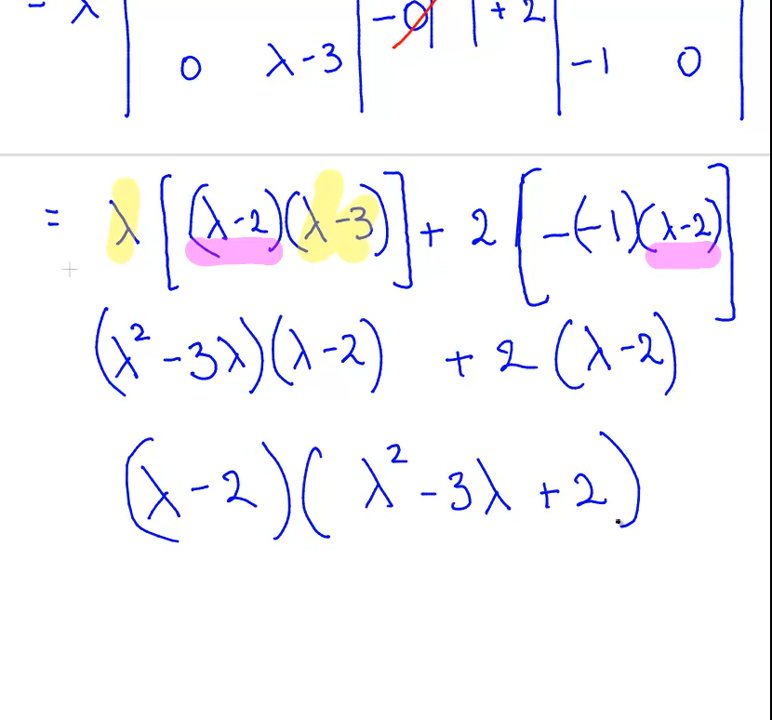 - λ | | - 0 | | + 2 | |
0 λ-3 | -1 0 |
= λ [(λ-2)(λ-3)] + 2 [-(-1)(λ-2)]
(λ² - 3λ)(λ-2) + 2 (λ-2)
(λ - 2)( λ² - 3λ + 2)